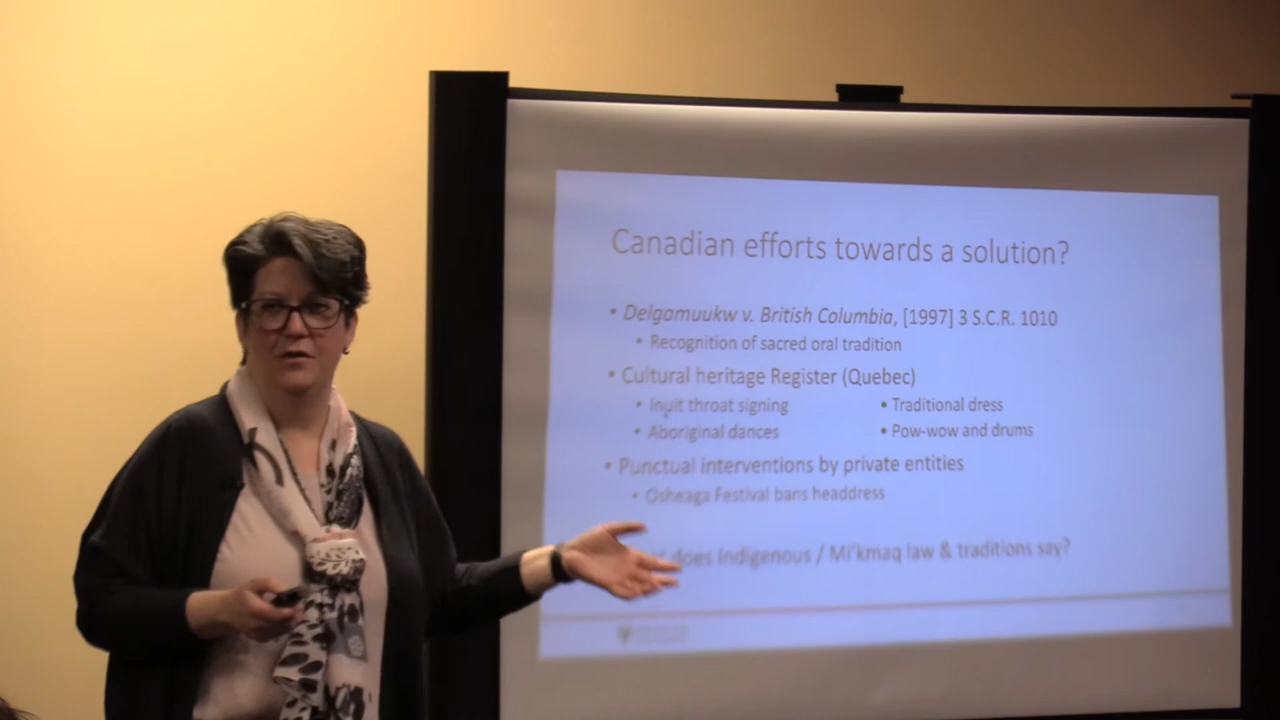 Canadian efforts towards a solution?
• Delgamuukw v. British Columbia, [1997] 3 S.C.R. 1010
• Recognition of sacred oral tradition
• Cultural heritage Register (Quebec)
• Inuit throat signing
• Aboriginal dances
• Traditional dress
• Pow-wow and drums
• Punctual interventions by private entities
• Osheaga Festival bans headdress
does Indigenous / Mi'kmaq law & traditions say?